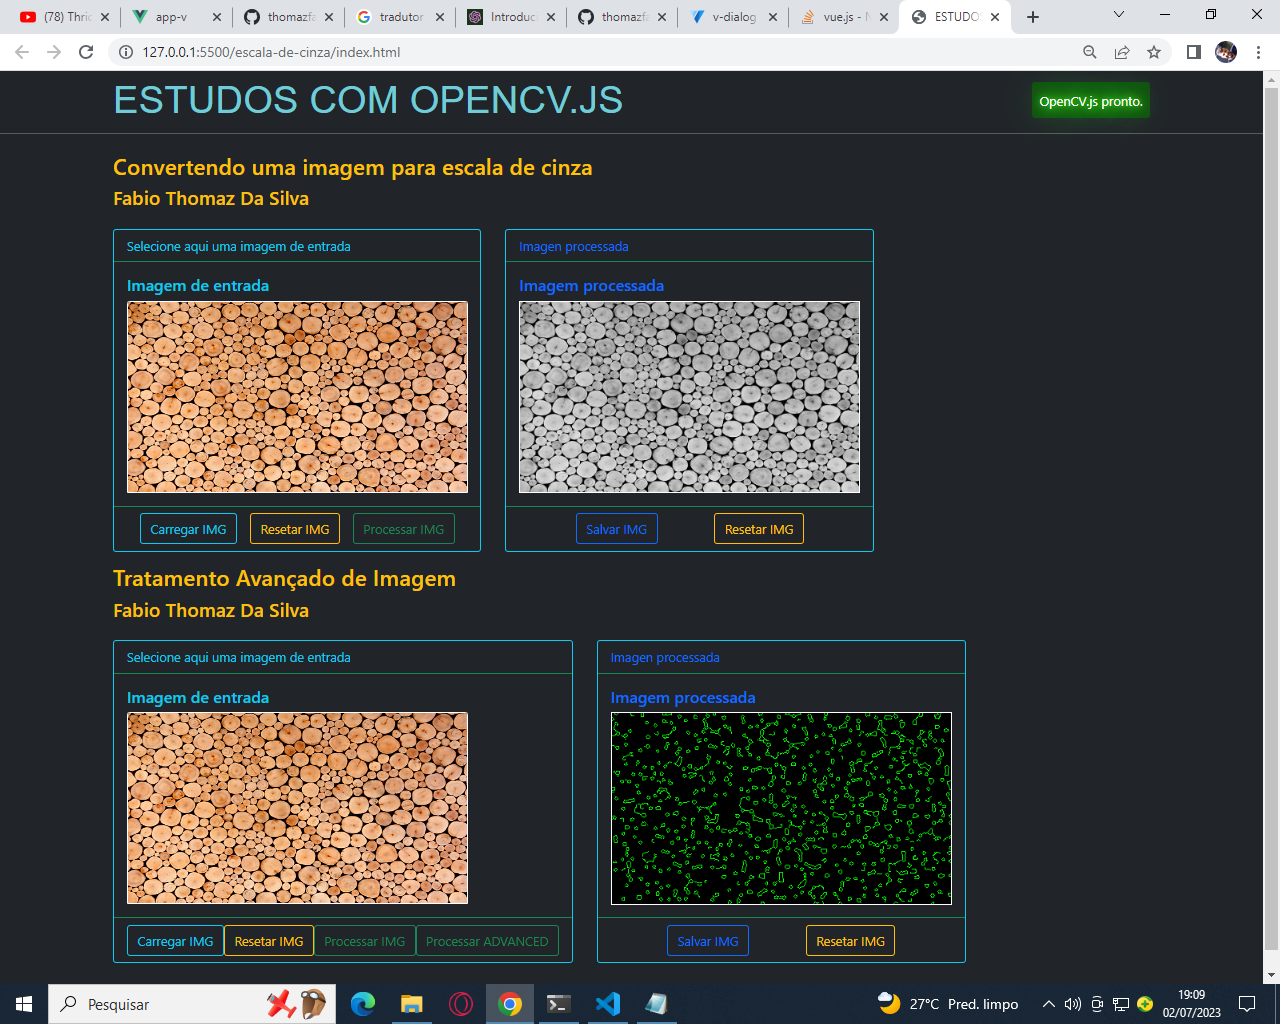 (78) Thri
app-v
thomazfa
tradutor
Introduc
thomazfa
v-dialog
vue.js - N
ESTUDOS
127.0.0.1:5500/escala-de-cinza/index.html
ESTUDOS COM OPENCV.JS
OpenCV.js pronto.
Convertendo uma imagem para escala de cinza
Fabio Thomaz Da Silva
Selecione aqui uma imagem de entrada
Imagen processada
Imagem de entrada
Imagem processada
Carregar IMG
Resetar IMG
Processar IMG
Salvar IMG
Resetar IMG
Tratamento Avançado de Imagem
Fabio Thomaz Da Silva
Selecione aqui uma imagem de entrada
Imagen processada
Imagem de entrada
Imagem processada
Carregar IMG
Resetar IMG
Processar IMG
Processar ADVANCED
Salvar IMG
Resetar IMG
Pesquisar
27°C Pred. limpo
19:09
02/07/2023